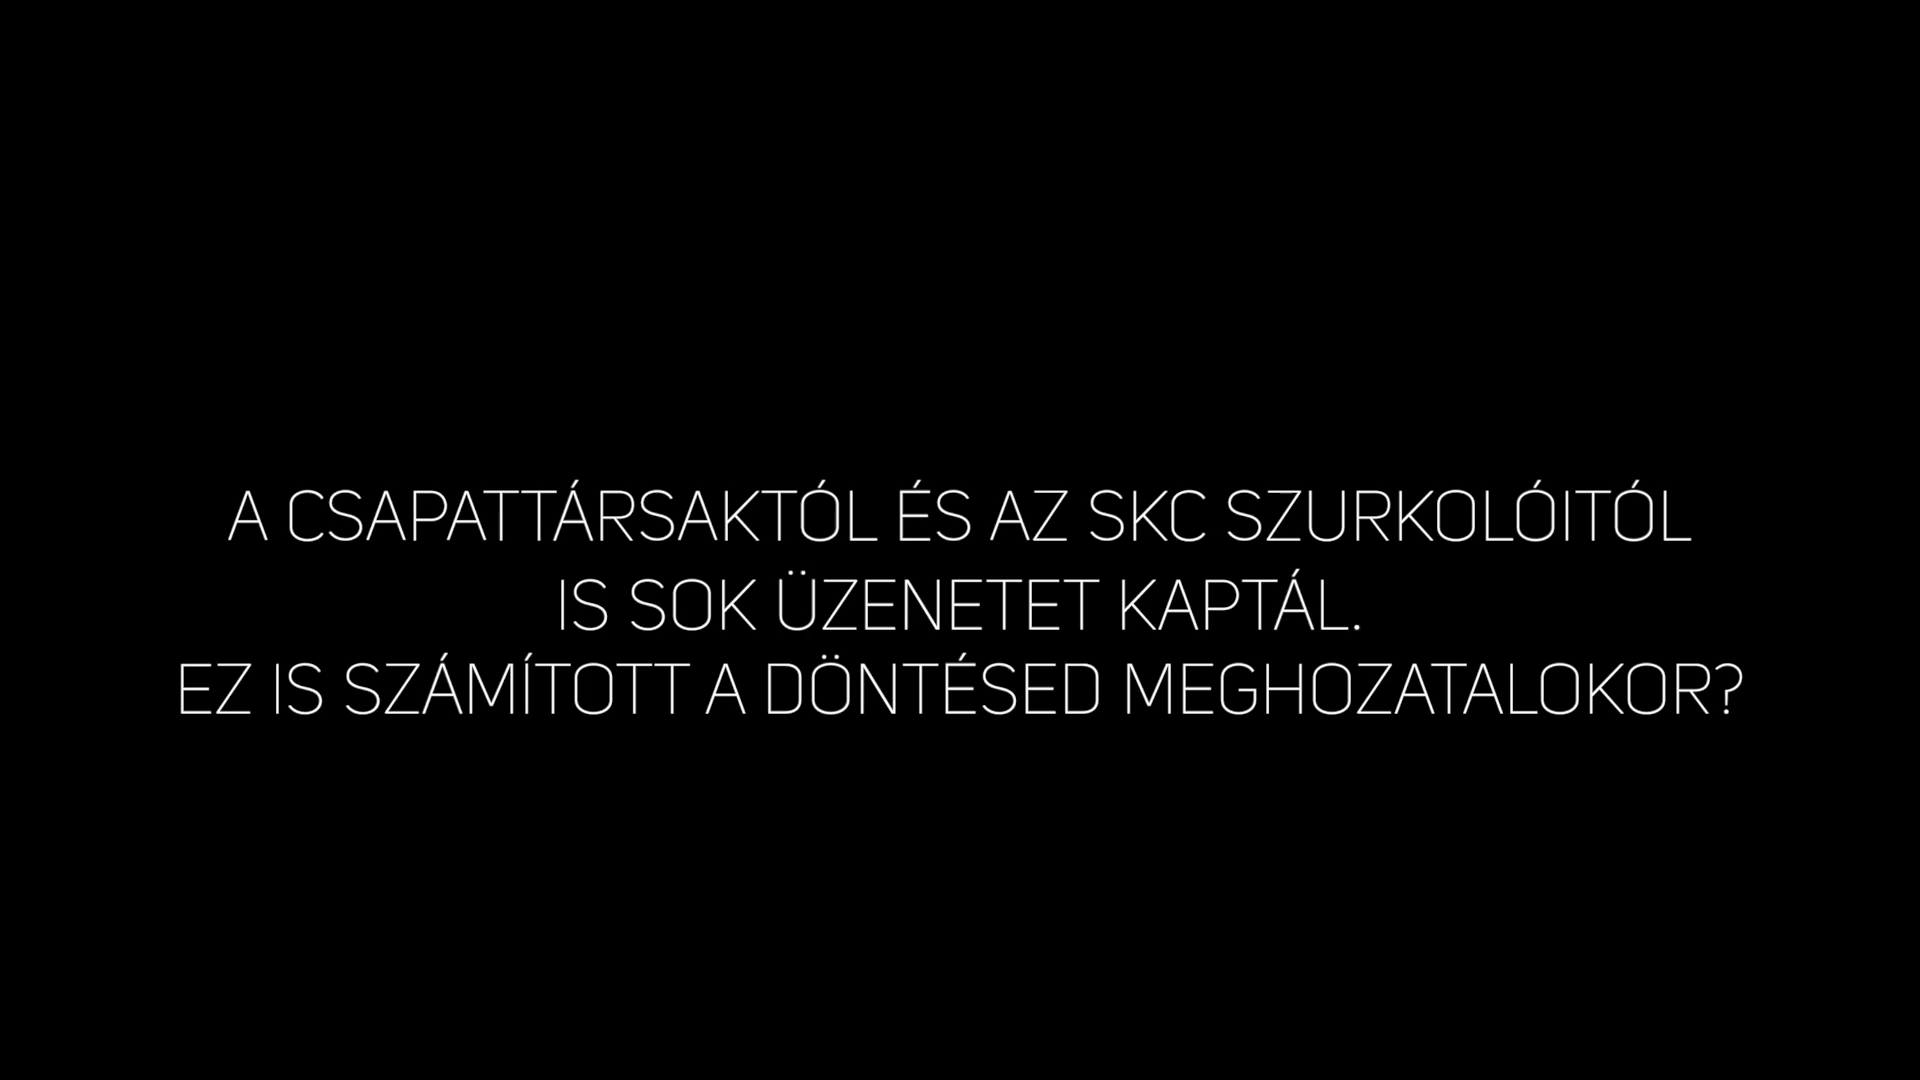 A CSAPATTÁRSAKTÓL ÉS AZ SKC SZURKOLÓITÓL
IS SOK ÜZENETET KAPTÁL.
EZ IS SZÁMÍTOTT A DÖNTÉSED MEGHOZATALOKOR?